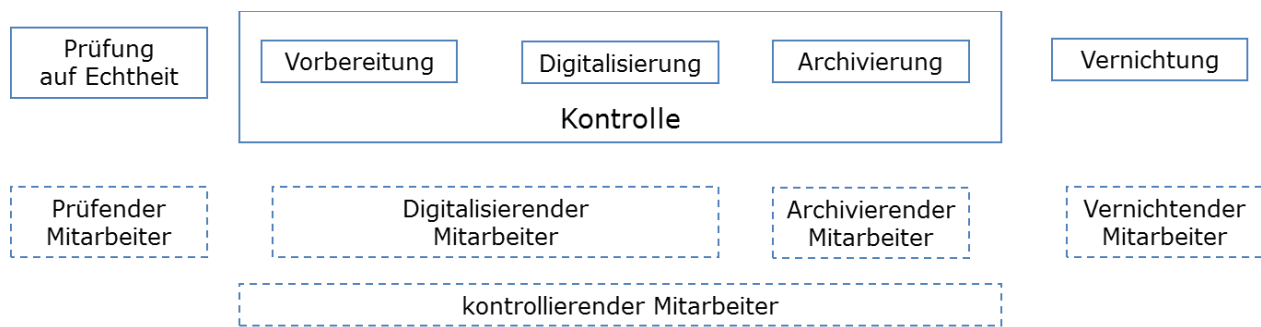 Prüfung
auf Echtheit
Vorbereitung
Digitalisierung
Archivierung
Vernichtung
Kontrolle
Prüfender
Mitarbeiter
Digitalisierender
Mitarbeiter
Archivierender
Mitarbeiter
Vernichtender
Mitarbeiter
kontrollierender Mitarbeiter